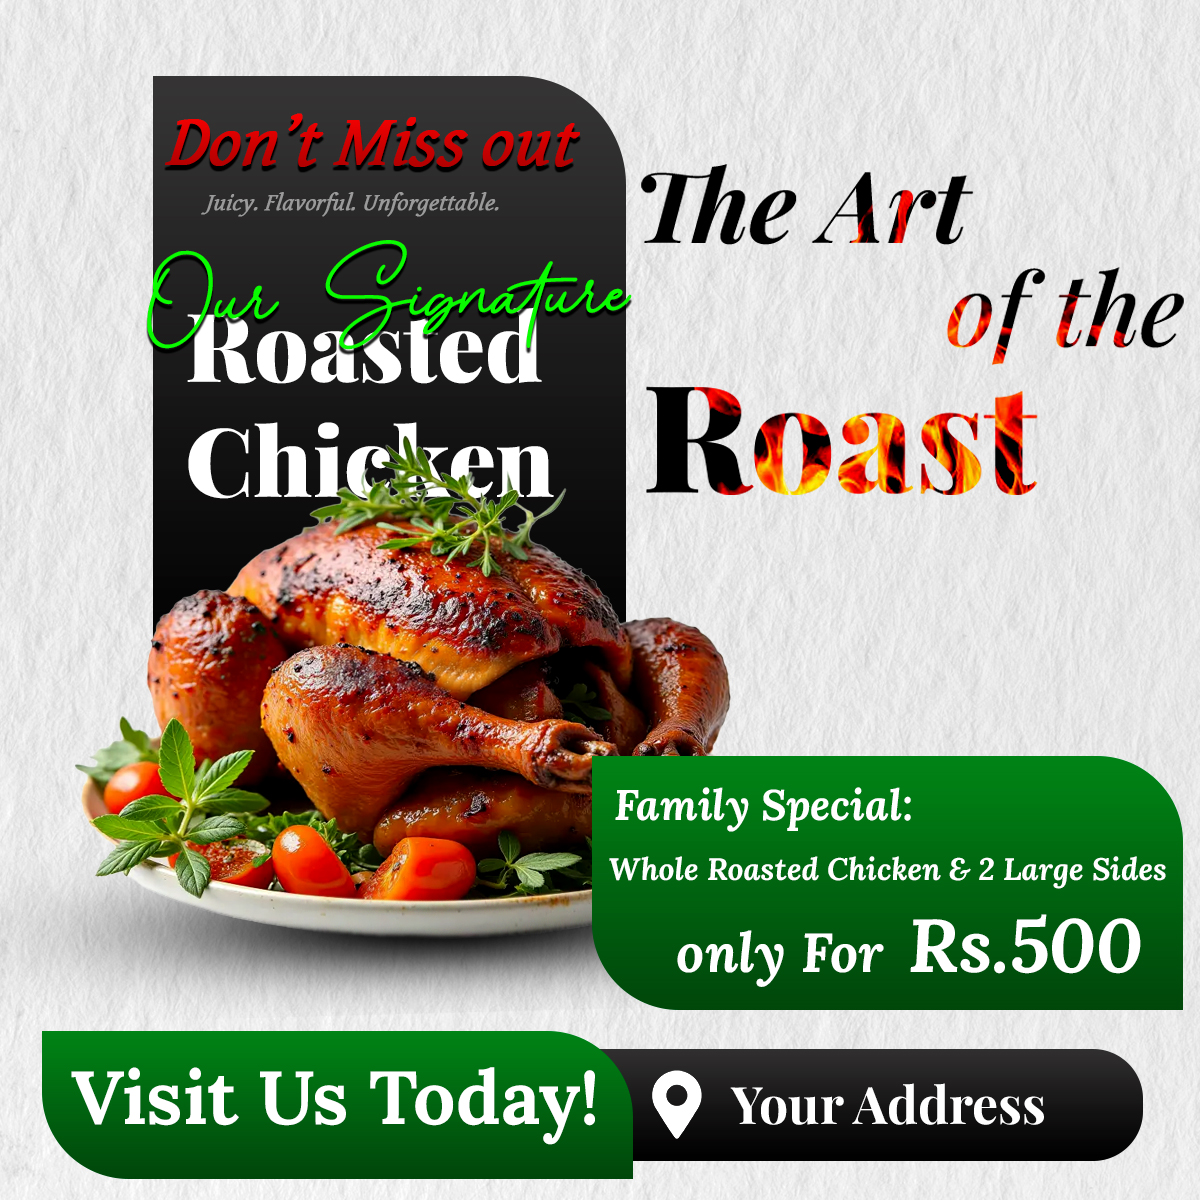 Don't Miss out
Juicy. Flavorful. Unforgettable.
Our Signature
Roasted
Chicken
The Art
of the
Roast
Family Special:
Whole Roasted Chicken & 2 Large Sides
only For Rs.500
Visit Us Today!
Your Address